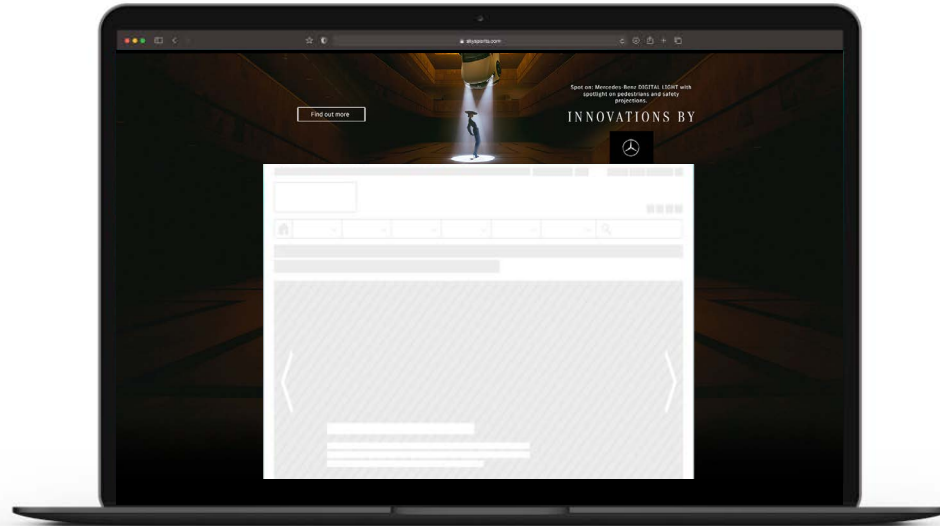 skysports.com
Find out more
Spot on: Mercedes-Benz DIGITAL LIGHT with
spotlight on pedestrians and safety
projections.
INNOVATIONS BY